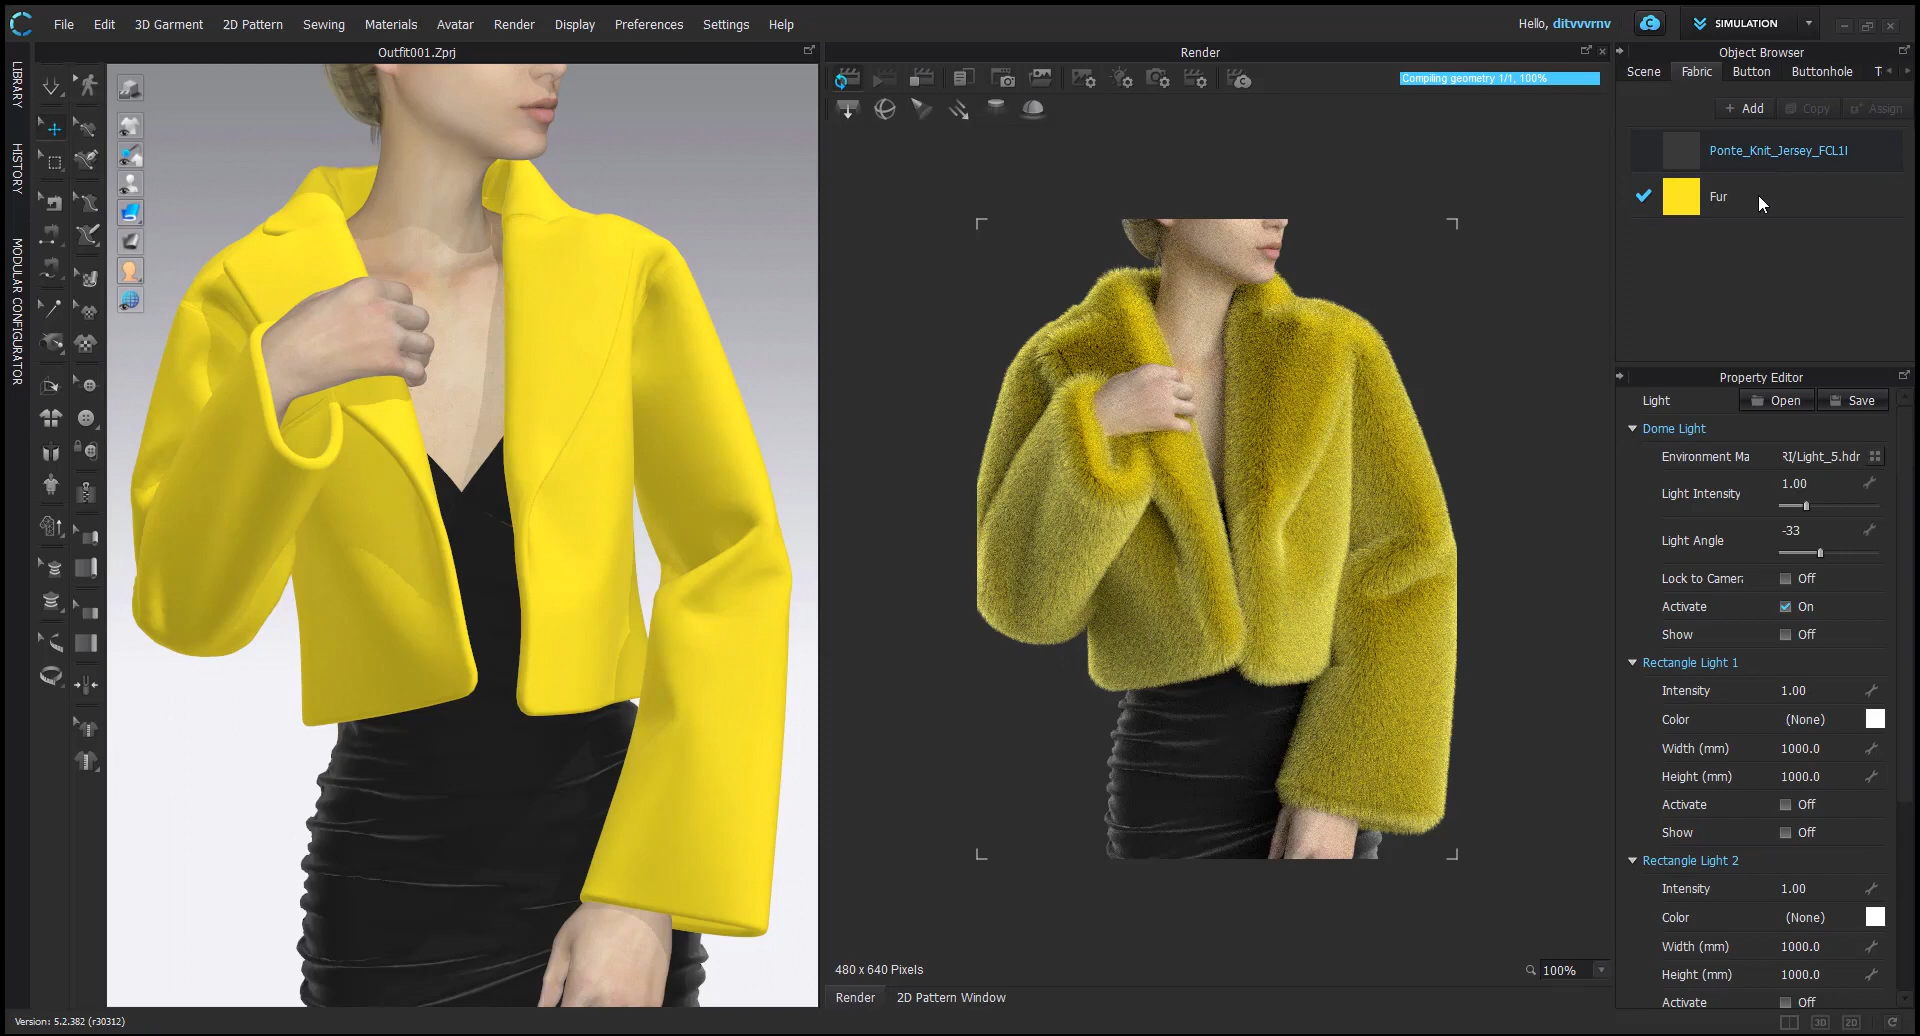 File Edit 3D Garment 2D Pattern Sewing Materials Avatar Render Display Preferences Settings Help
Hello, ditvvvrnv
SIMULATION
Outfit001.Zprj
Render
Object Browser
LIBRARY
HISTORY
MODULAR CONFIGURATOR
Compiling geometry 1/1, 100%
Scene Fabric Button Buttonhole T
+ Add Copy Assign
Ponte_Knit_Jersey_FCL1I
Fur
Property Editor
Light Open Save
Dome Light
Environment Ma RI/Light_5.hdr
Light Intensity 1.00
Light Angle -33
Lock to Camera Off
Activate On
Show Off
Rectangle Light 1
Intensity 1.00
Color (None)
Width (mm) 1000.0
Height (mm) 1000.0
Activate Off
Show Off
Rectangle Light 2
Intensity 1.00
Color (None)
Width (mm) 1000.0
Height (mm) 1000.0
Activate Off
480 x 640 Pixels
100%
Render 2D Pattern Window
Version: 5.2.382 (r30312)
3D 2D